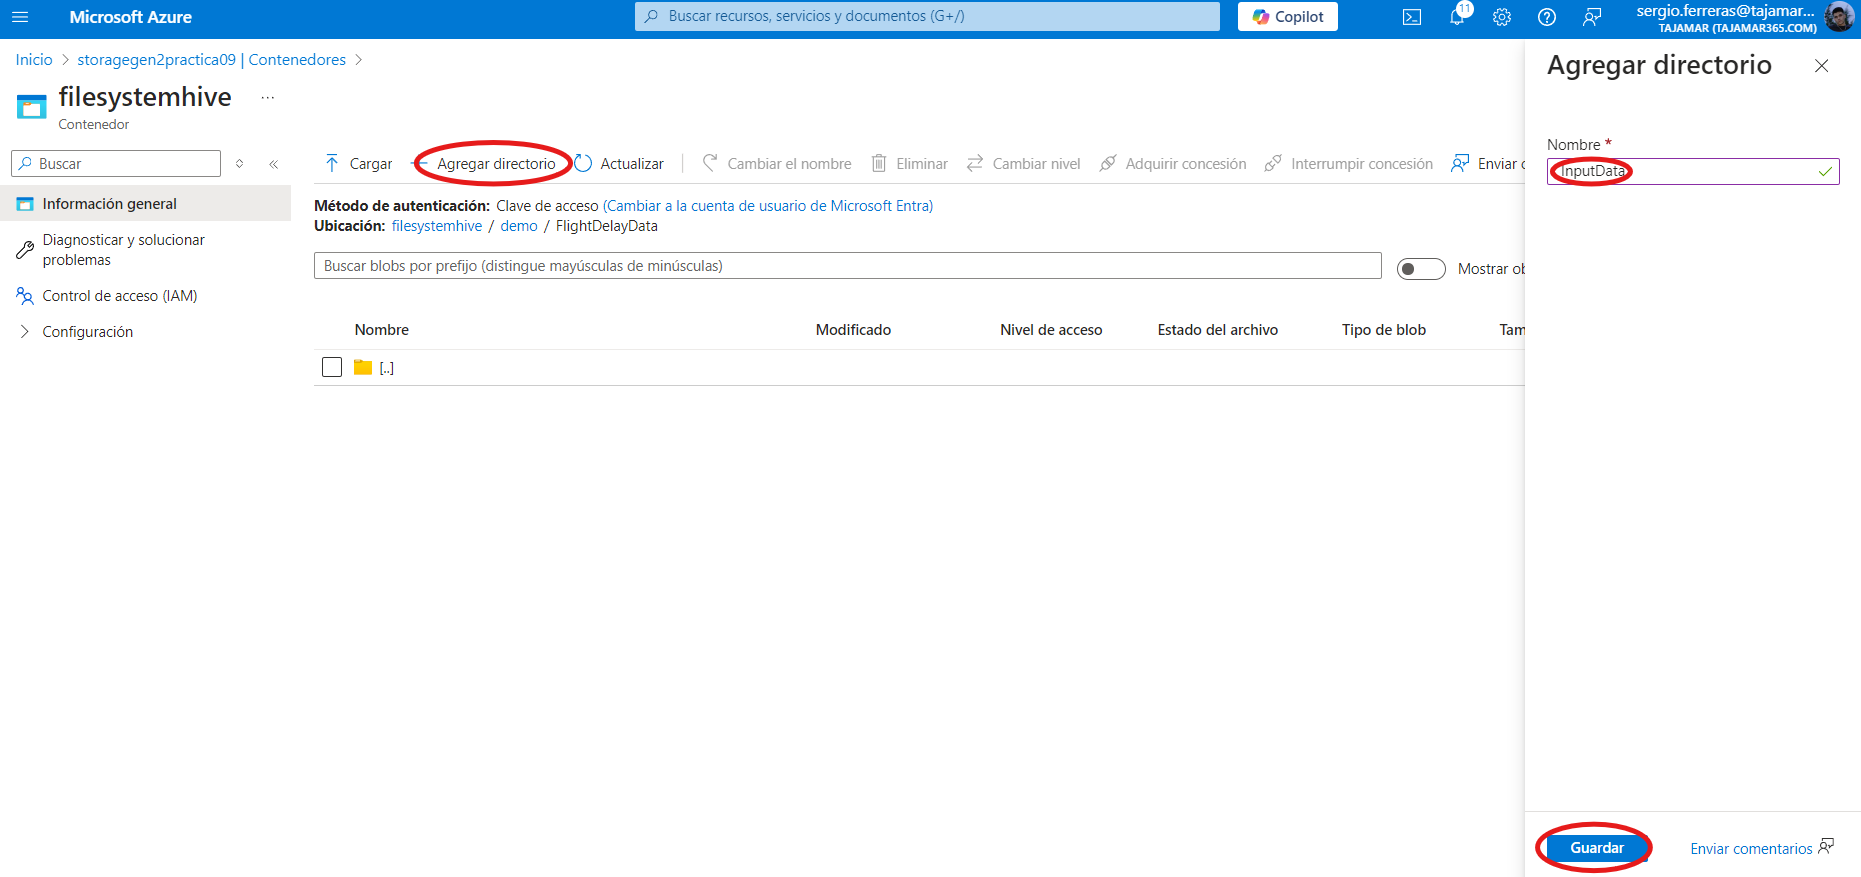 Microsoft Azure
Buscar recursos, servicios y documentos (G+/)
Copilot
11
sergio.ferreras@tajamar...
TAJAMAR (TAJAMAR365.COM)
Inicio > storagegen2practica09 | Contenedores >
filesystemhive ...
Contenedor
Buscar
Información general
Diagnosticar y solucionar
problemas
Control de acceso (IAM)
Configuración
Cargar + Agregar directorio Actualizar Cambiar el nombre Eliminar Cambiar nivel Adquirir concesión Interrumpir concesión Enviar c
Método de autenticación: Clave de acceso (Cambiar a la cuenta de usuario de Microsoft Entra)
Ubicación: filesystemhive / demo / FlightDelayData
Buscar blobs por prefijo (distingue mayúsculas de minúsculas)
Mostrar ob
Nombre Modificado Nivel de acceso Estado del archivo Tipo de blob Tam
[..]
Agregar directorio
Nombre *
InputData
Guardar
Enviar comentarios